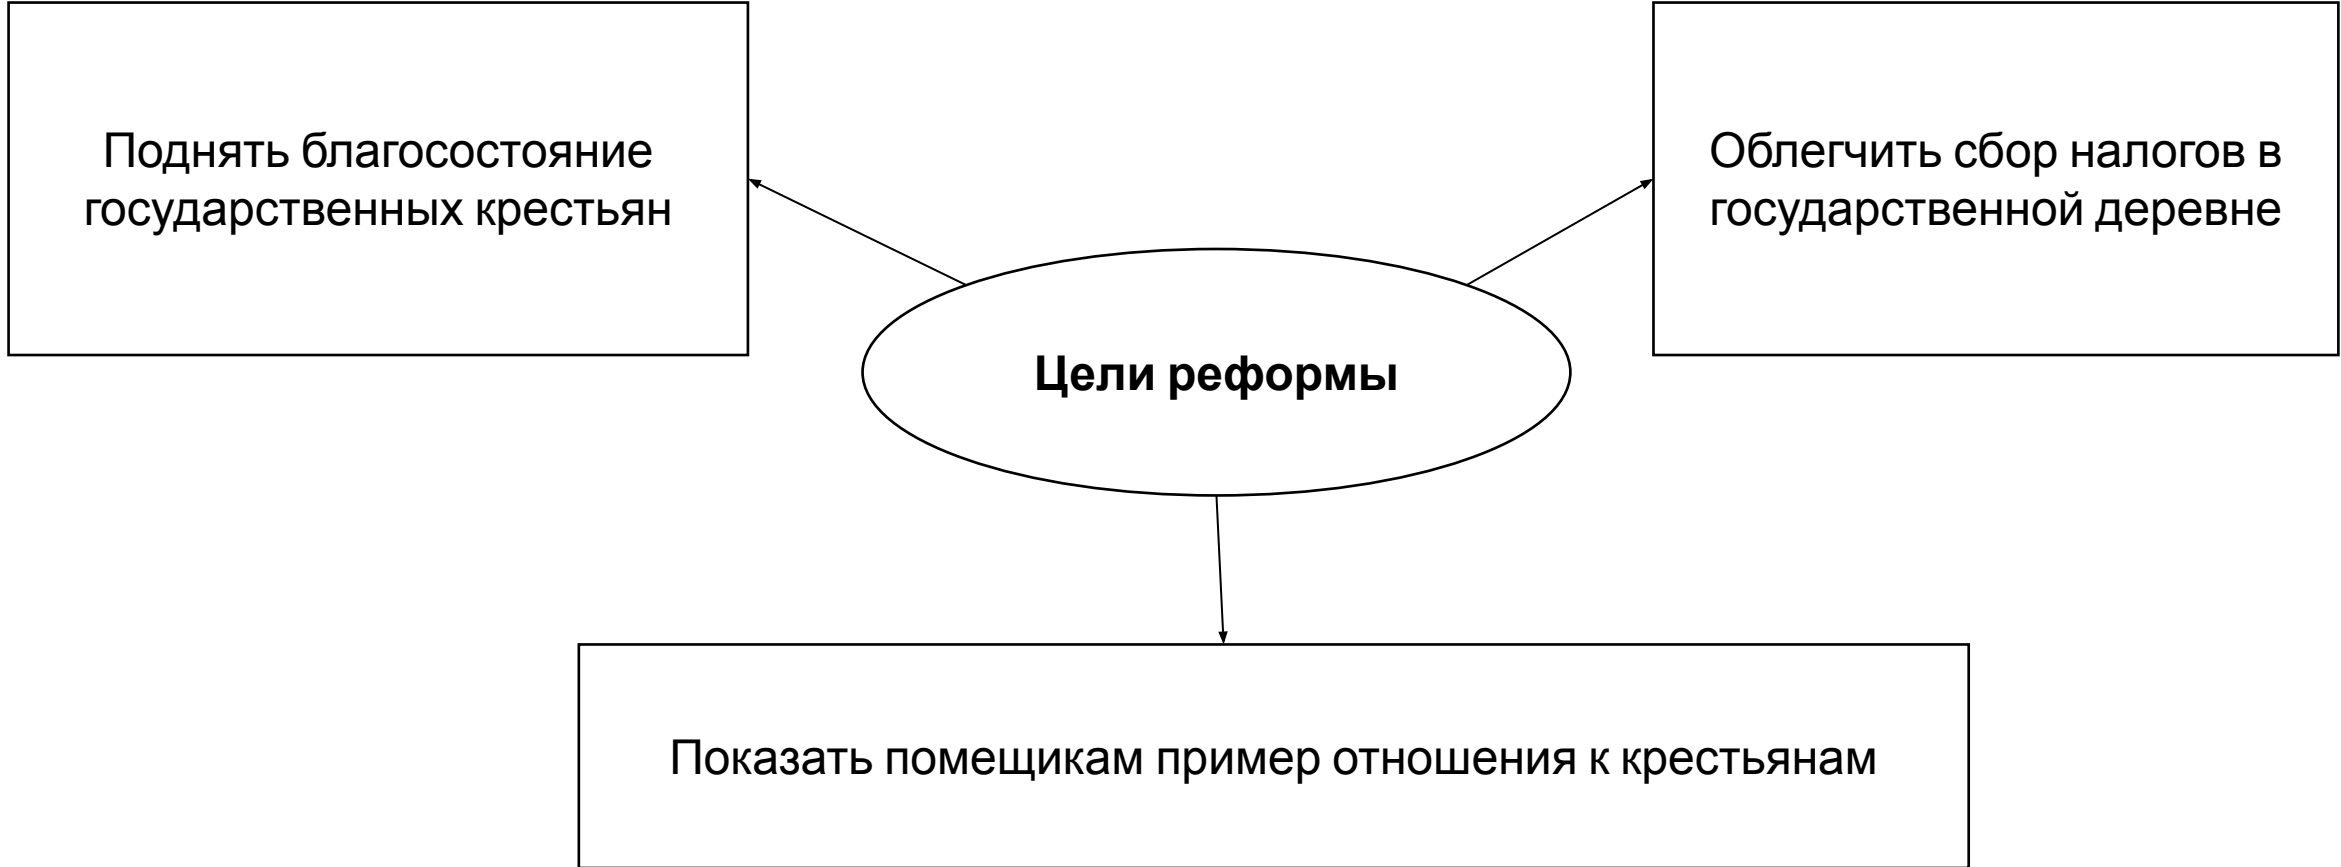 Поднять благосостояние
государственных крестьян
Облегчить сбор налогов в
государственной деревне
Цели реформы
Показать помещикам пример отношения к крестьянам